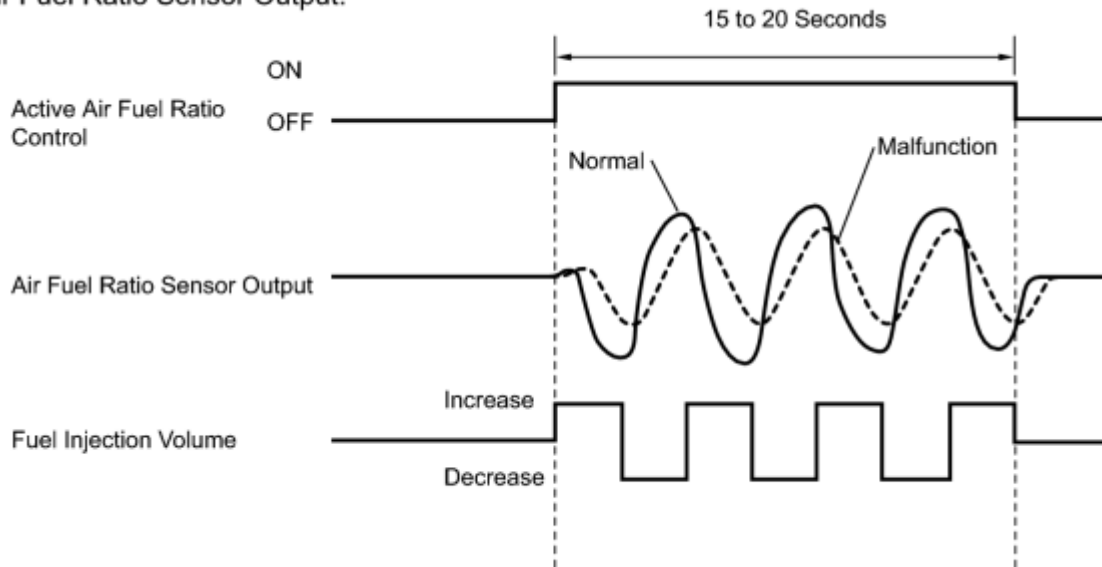 Fuel Ratio Sensor Output.
15 to 20 Seconds
ON
Active Air Fuel Ratio
Control
OFF
Normal
Malfunction
Air Fuel Ratio Sensor Output
Increase
Fuel Injection Volume
Decrease